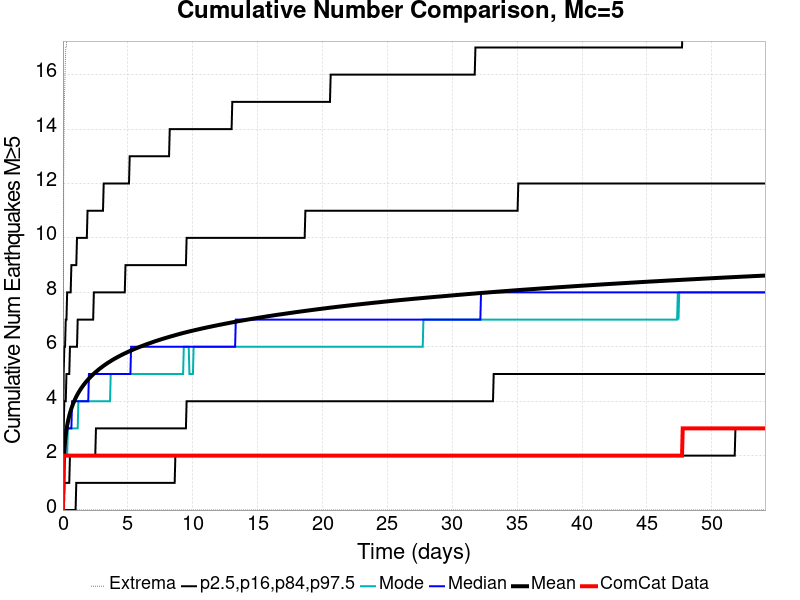 Cumulative Number Comparison, Mc=5
Cumulative Num Earthquakes M≥5
16
14
12
10
8
6
4
2
0
0 5 10 15 20 25 30 35 40 45 50
Time (days)
Extrema p2.5,p16,p84,p97.5 Mode Median Mean ComCat Data